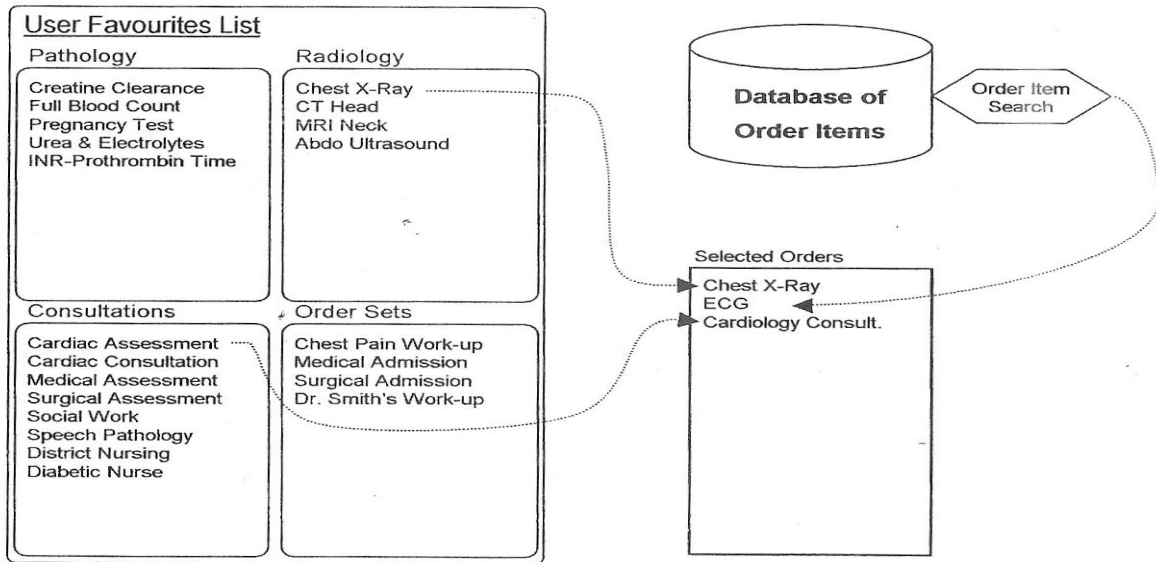 User Favourites List
Pathology
Creatine Clearance
Full Blood Count
Pregnancy Test
Urea & Electrolytes
INR-Prothrombin Time
Radiology
Chest X-Ray
CT Head
MRI Neck
Abdo Ultrasound
Consultations
Cardiac Assessment
Cardiac Consultation
Medical Assessment
Surgical Assessment
Social Work
Speech Pathology
District Nursing
Diabetic Nurse
Order Sets
Chest Pain Work-up
Medical Admission
Surgical Admission
Dr. Smith's Work-up
Database of
Order Items
Order Item
Search
Selected Orders
Chest X-Ray
ECG
Cardiology Consult.